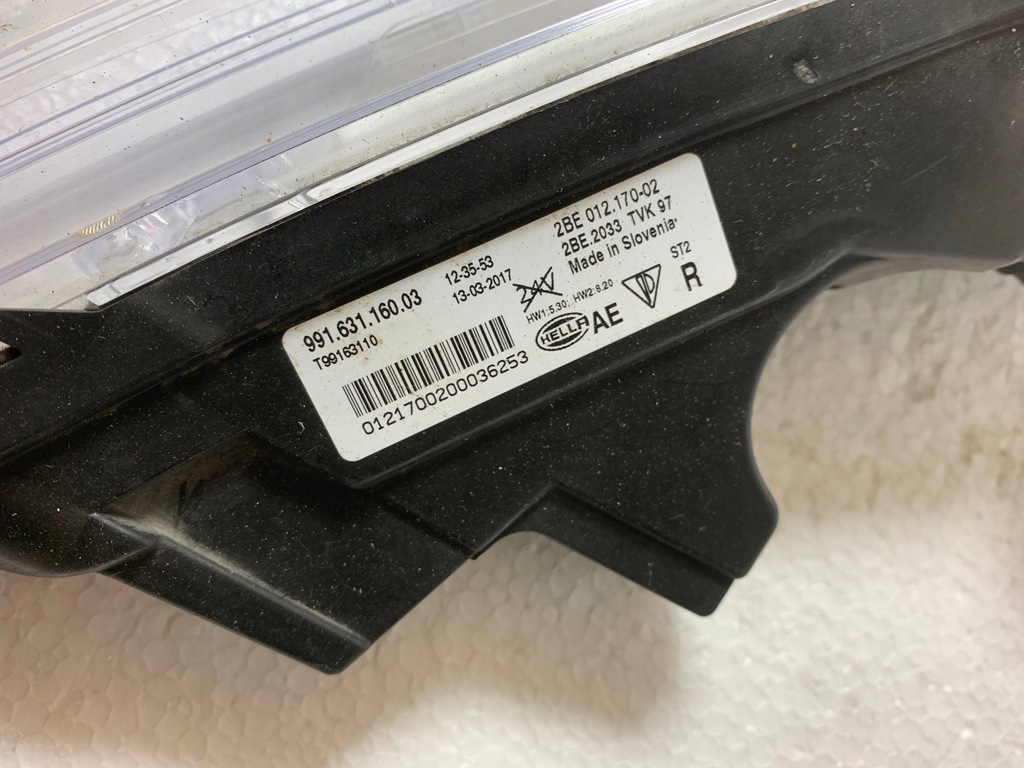 991.631.160.03
T99163110
12-35-53
13-03-2017
0121700200036253
2BE 012.170-02
2BE.2033 TVK 97
Made in Slovenia
HW1:5.30; HW2:8.20
ST2
HELLA
AE
R